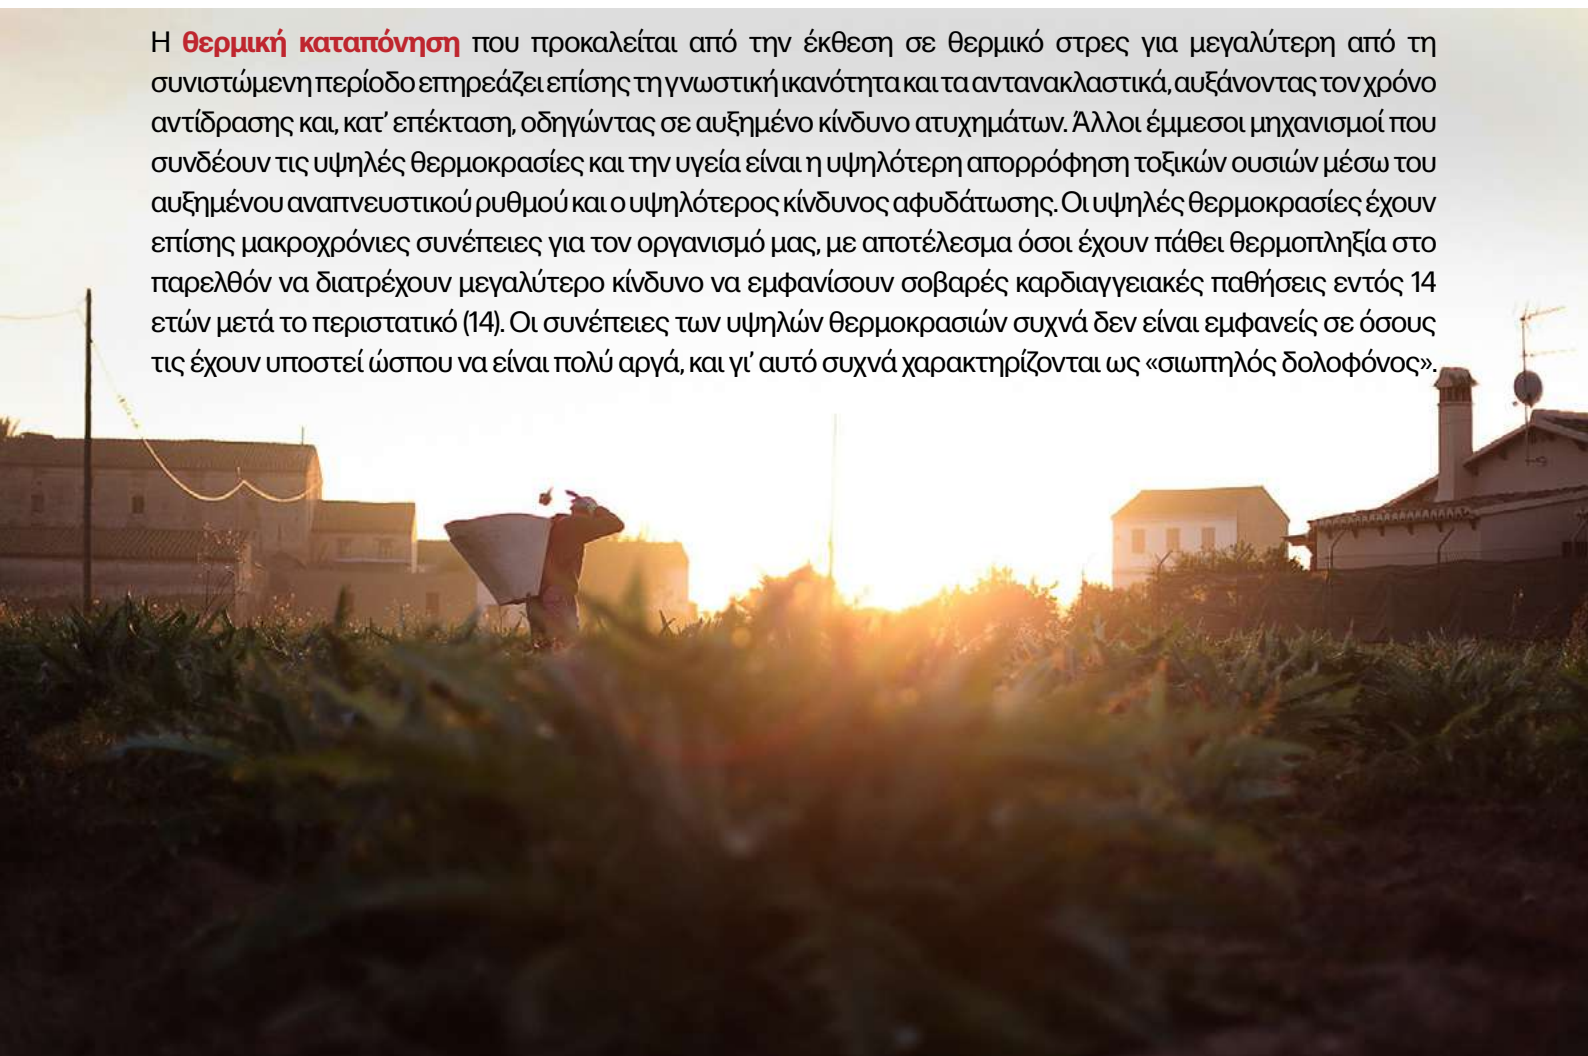 Η θερμική καταπόνηση που προκαλείται από την έκθεση σε θερμικό στρες για μεγαλύτερη από τη
συνιστώμενη περίοδο επηρεάζει επίσης τη γνωστική ικανότητα και τα αντανακλαστικά, αυξάνοντας τον χρόνο
αντίδρασης και, κατ’ επέκταση, οδηγώντας σε αυξημένο κίνδυνο ατυχημάτων. Άλλοι έμμεσοι μηχανισμοί που
συνδέουν τις υψηλές θερμοκρασίες και την υγεία είναι η υψηλότερη απορρόφηση τοξικών ουσιών μέσω του
αυξημένου αναπνευστικού ρυθμού και ο υψηλότερος κίνδυνος αφυδάτωσης. Οι υψηλές θερμοκρασίες έχουν
επίσης μακροχρόνιες συνέπειες για τον οργανισμό μας, με αποτέλεσμα όσοι έχουν πάθει θερμοπληξία στο
παρελθόν να διατρέχουν μεγαλύτερο κίνδυνο να εμφανίσουν σοβαρές καρδιαγγειακές παθήσεις εντός 14
ετών μετά το περιστατικό (14). Οι συνέπειες των υψηλών θερμοκρασιών συχνά δεν είναι εμφανείς σε όσους
τις έχουν υποστεί ώσπου να είναι πολύ αργά, και γι’ αυτό συχνά χαρακτηρίζονται ως «σιωπηλός δολοφόνος».